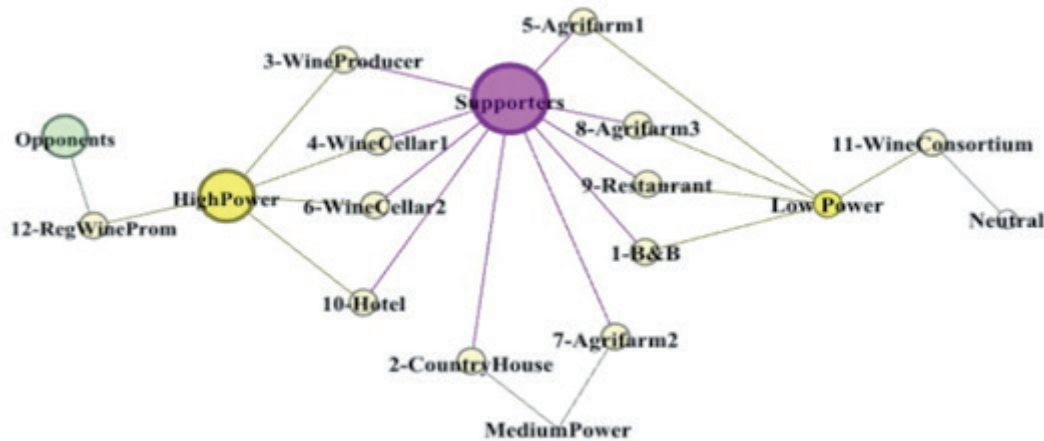 5-Agrifarm1
3-WineProducer
Supporters
8-Agrifarm3
Opponents
4-WineCellar1
11-WineConsortium
9-Restaurant
HighPower
6-WineCellar2
Low Power
12-RegWineProm
Neutral
1-B&B
10-Hotel
7-Agrifarm2
2-CountryHouse
MediumPower